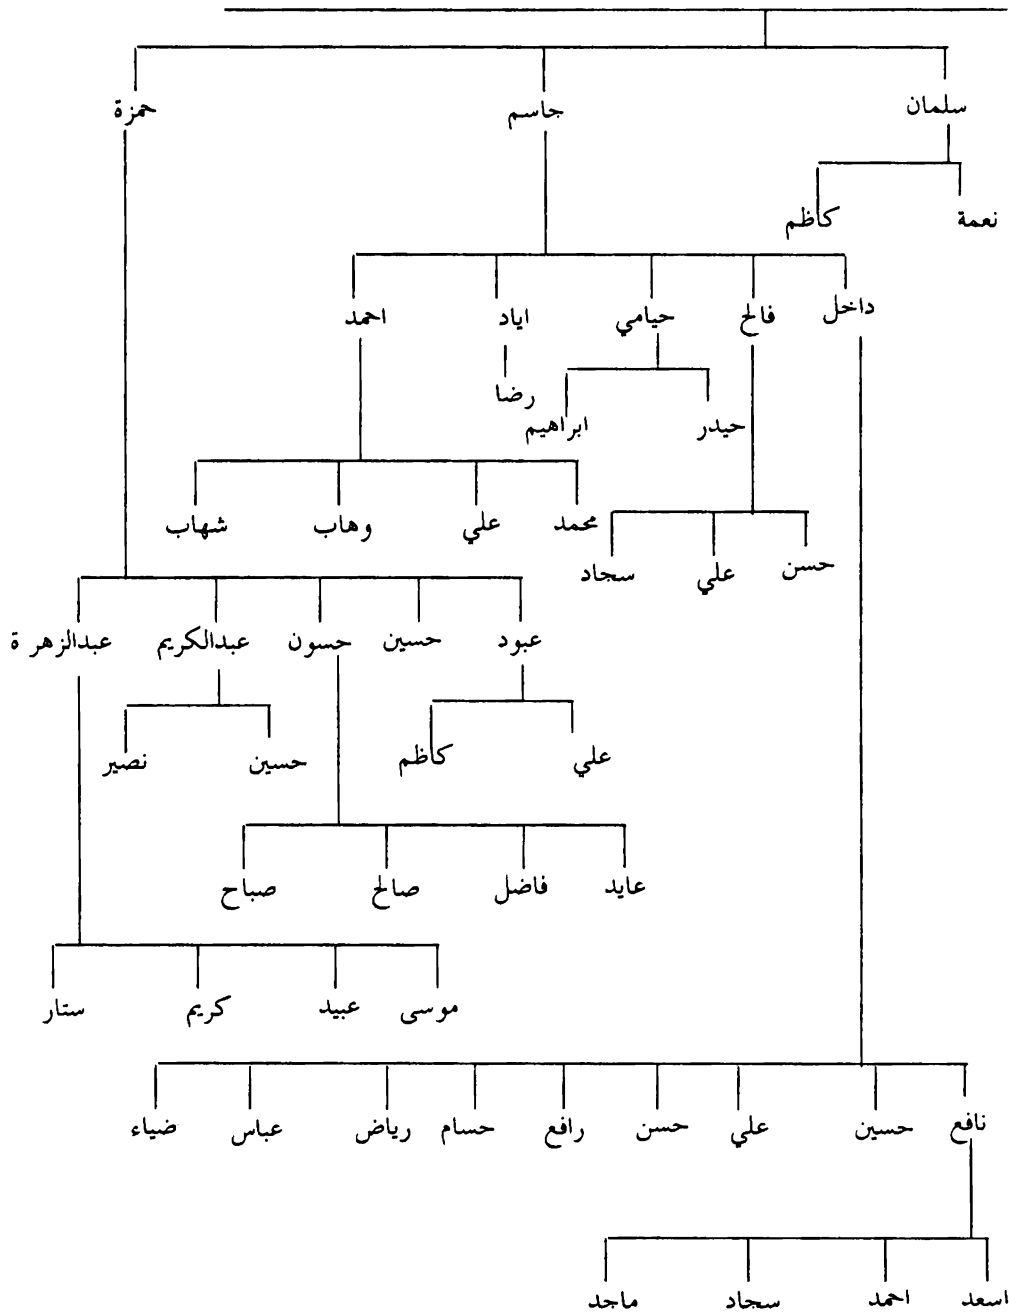 سلمان جاسم حمزة
نعمة كاظم
داخل فالح حيامي اياد احمد
رضا
حيدر ابراهيم
محمد علي وهاب شهاب
حسن علي سجاد
عبود حسين حسون عبدالكريم عبدالزهرة
علي كاظم حسين نصير
عايد فاضل صالح صباح
موسى عبيد كريم ستار
نافع حسين علي حسن رافع حسام رياض عباس ضياء
اسعد احمد سجاد ماجد